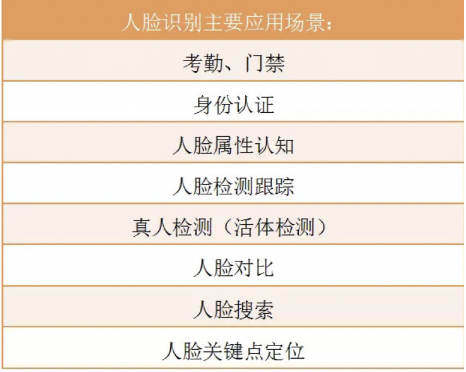 人脸识别主要应用场景：
考勤、门禁
身份认证
人脸属性认知
人脸检测跟踪
真人检测（活体检测）
人脸对比
人脸搜索
人脸关键点定位